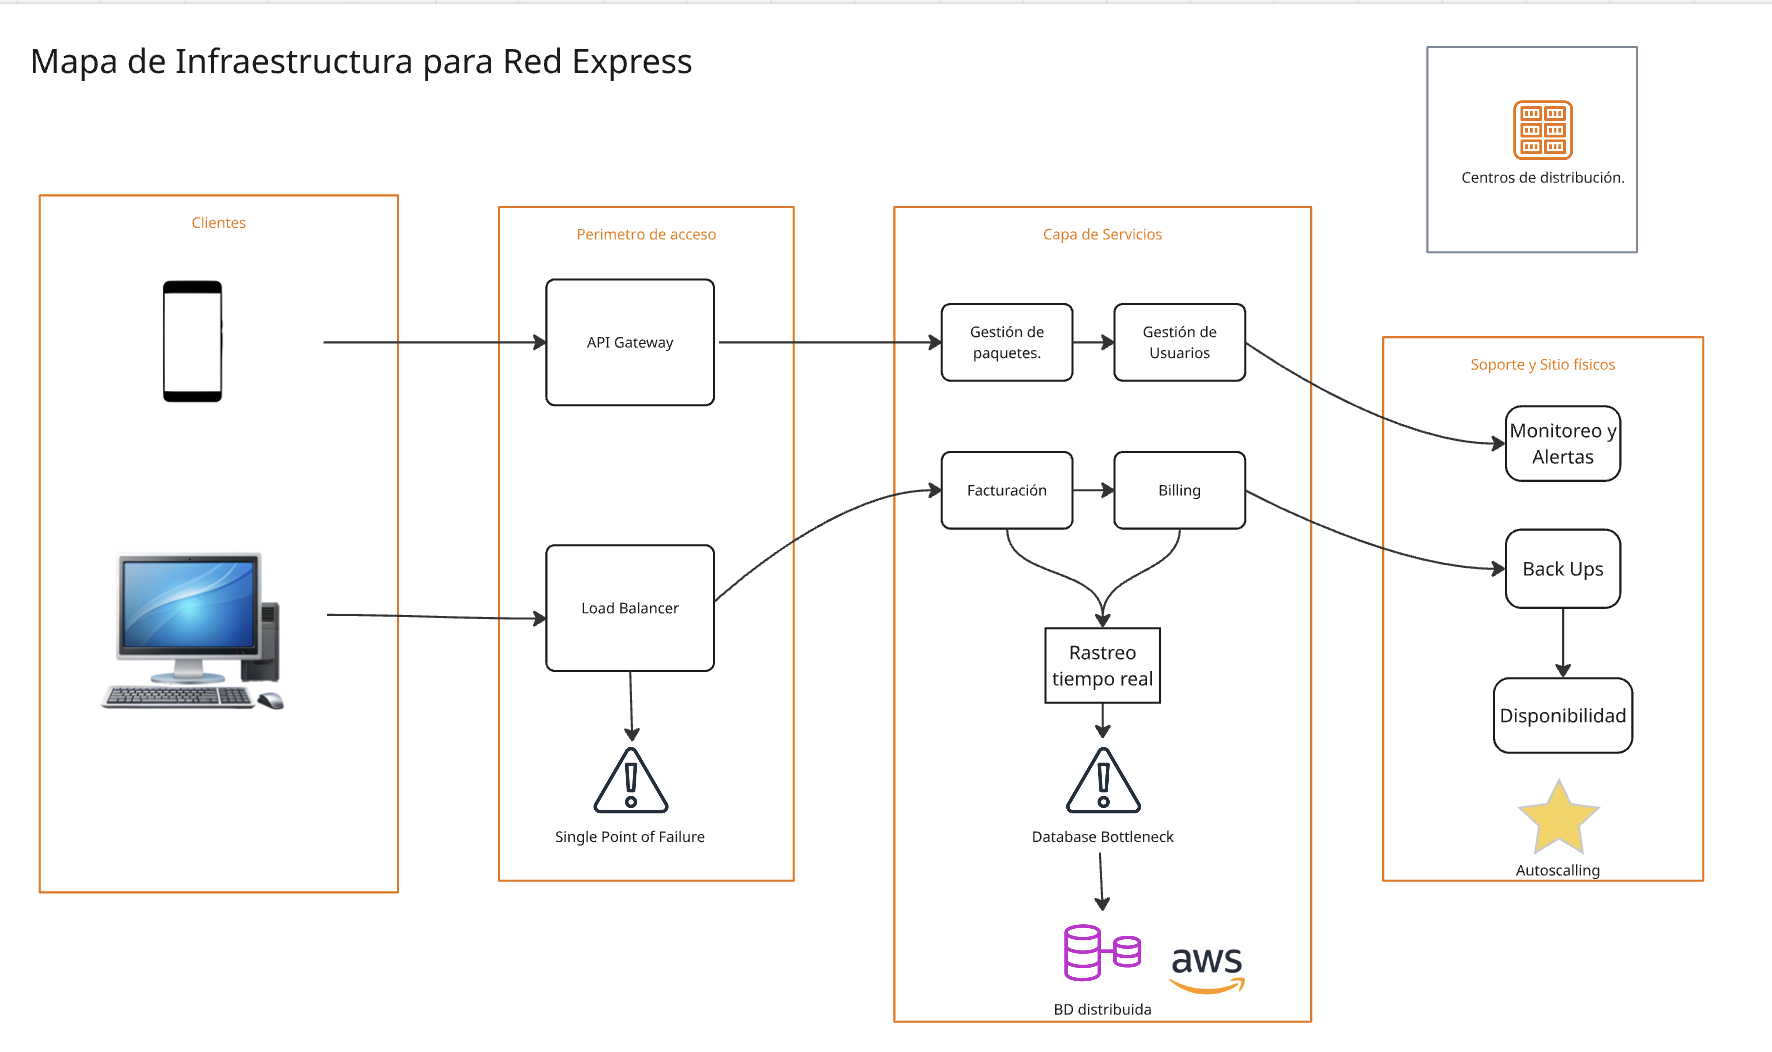 Mapa de Infraestructura para Red Express
Centros de distribución.
Clientes
Perimetro de acceso
API Gateway
Load Balancer
Single Point of Failure
Capa de Servicios
Gestión de
paquetes.
Gestión de
Usuarios
Facturación
Billing
Rastreo
tiempo real
Database Bottleneck
BD distribuida
aws
Soporte y Sitio físicos
Monitoreo y
Alertas
Back Ups
Disponibilidad
Autoscalling